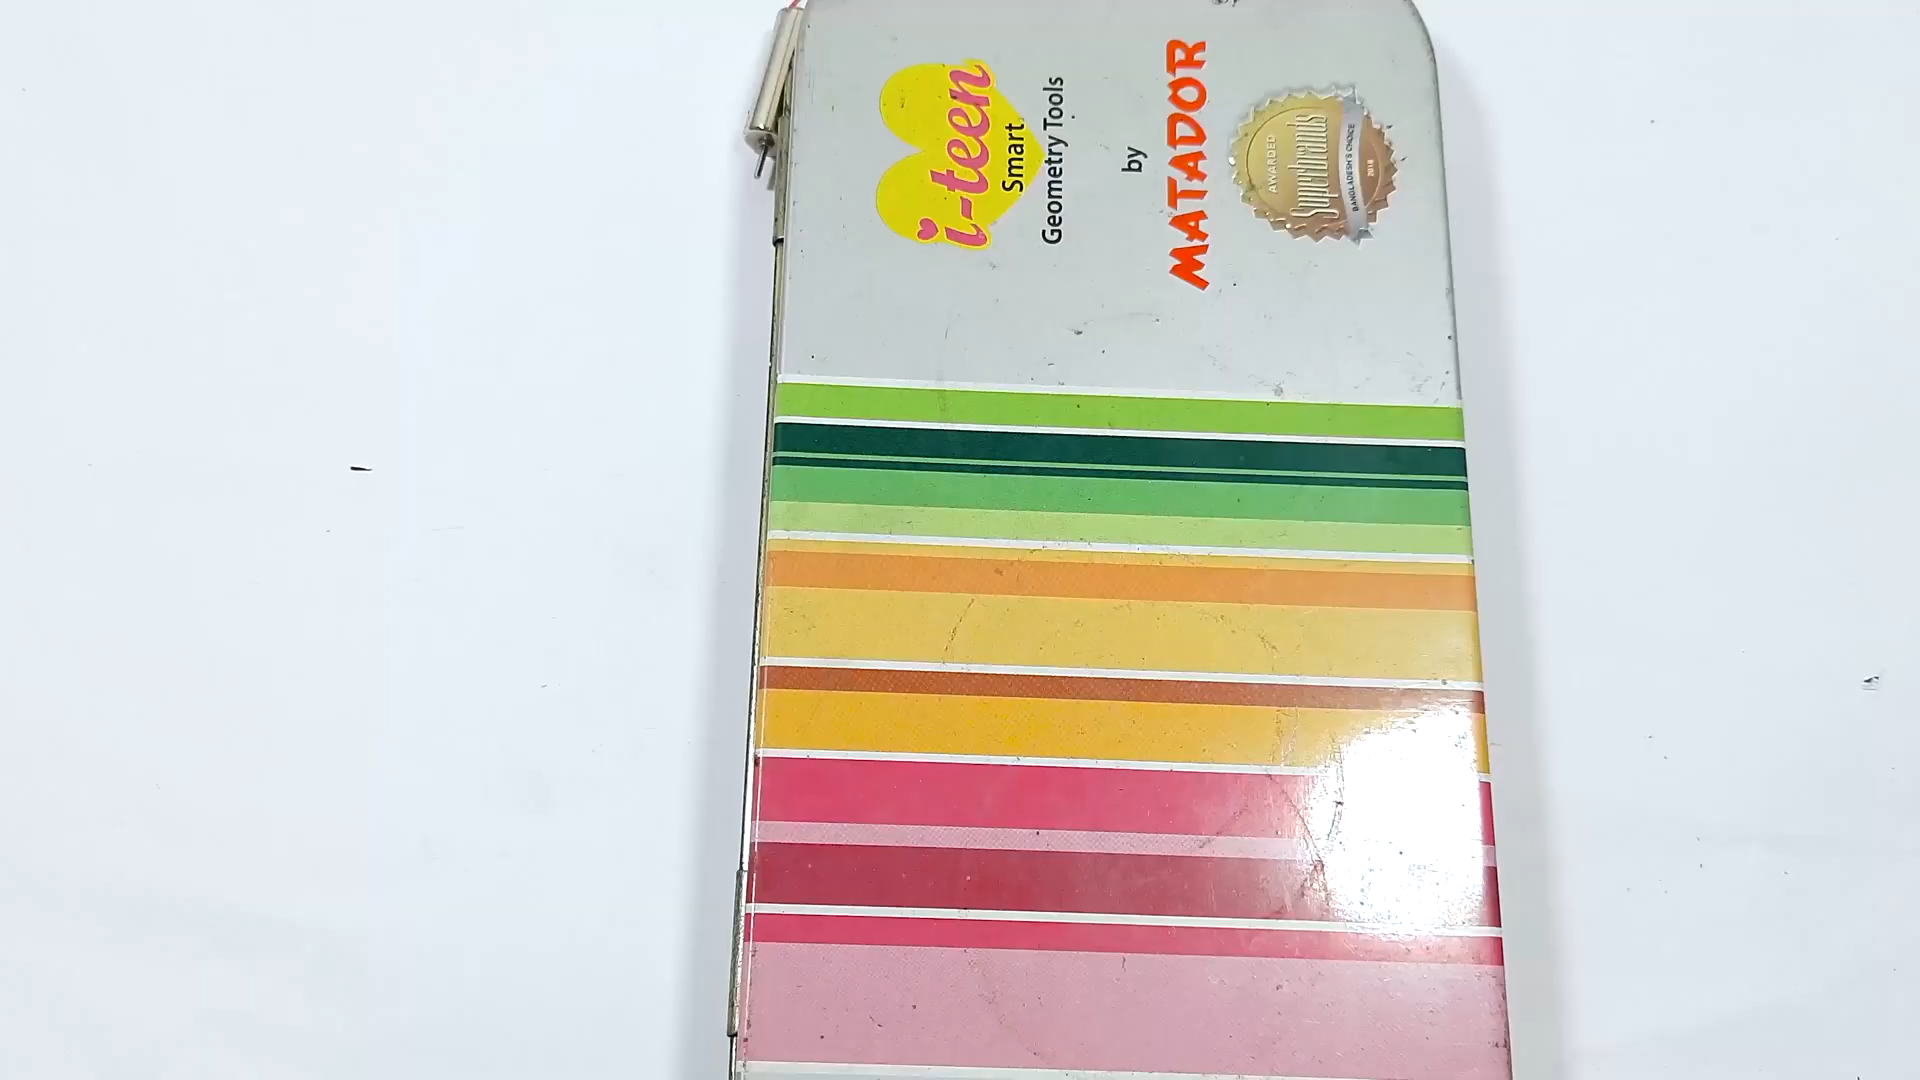 i-teen
Smart
Geometry Tools
by
MATADOR
AWARDED
Superbrands
BANGLADESH'S CHOICE
2018